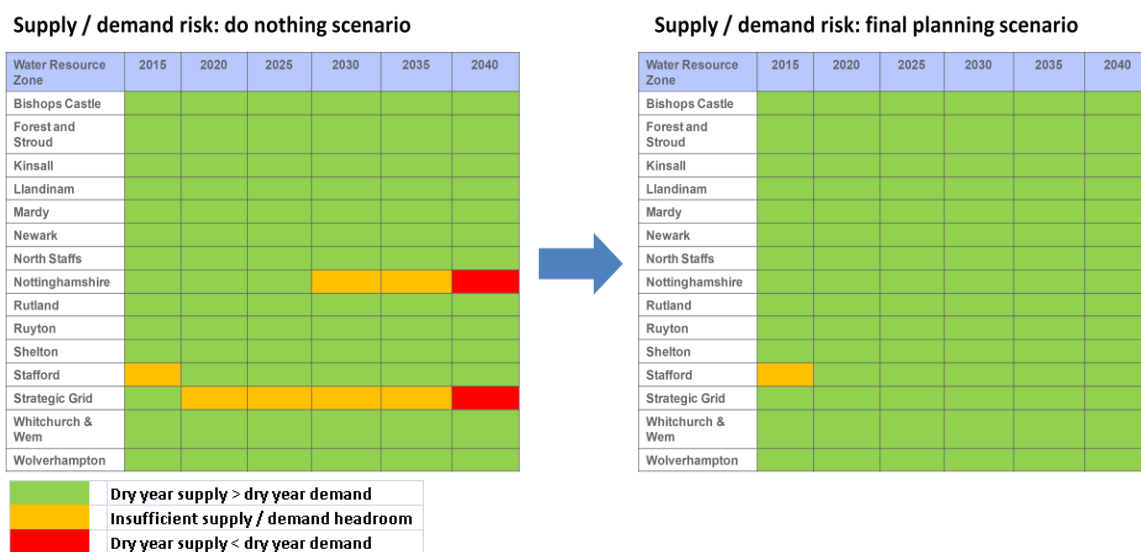 Supply / demand risk: do nothing scenario
Water Resource 2015 2020 2025 2030 2035 2040
Zone
Bishops Castle
Forest and
Stroud
Kinsall
Llandinam
Mardy
Newark
North Staffs
Nottinghamshire
Rutland
Ruyton
Shelton
Stafford
Strategic Grid
Whitchurch &
Wem
Wolverhampton
Dry year supply > dry year demand
Insufficient supply / demand headroom
Dry year supply < dry year demand
Supply / demand risk: final planning scenario
Water Resource 2015 2020 2025 2030 2035 2040
Zone
Bishops Castle
Forest and
Stroud
Kinsall
Llandinam
Mardy
Newark
North Staffs
Nottinghamshire
Rutland
Ruyton
Shelton
Stafford
Strategic Grid
Whitchurch &
Wem
Wolverhampton